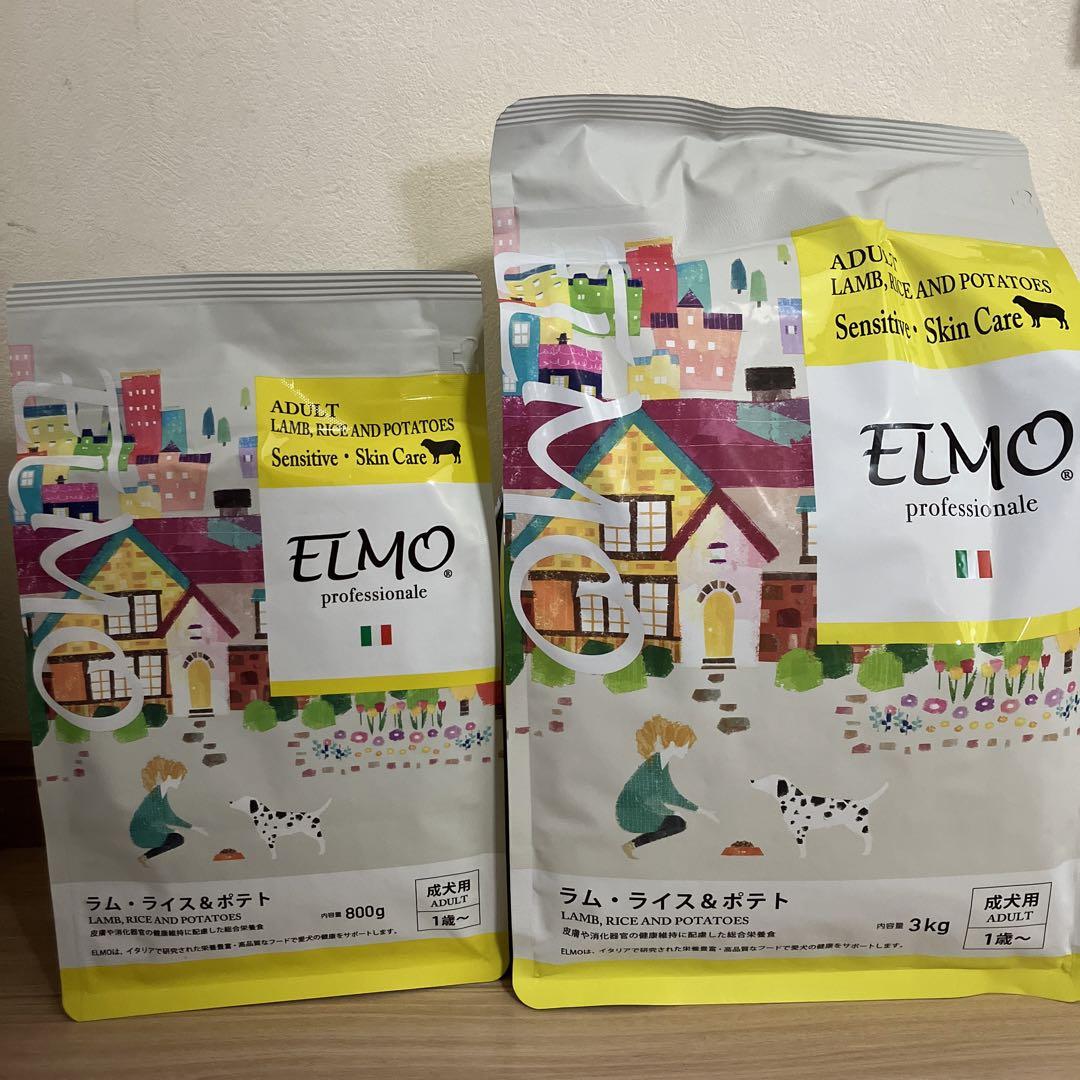 ELMO
ADULT
LAMB, RICE AND POTATOES
Sensitive・Skin Care
ELMO®
professionale
ラム・ライス&ポテト
LAMB, RICE AND POTATOES
皮膚や消化器官の健康維持に配慮した総合栄養食
ELMOは、イタリアで研究された栄養豊富・高品質なフードで愛犬の健康をサポートします。
内容量 800g
成犬用
ADULT
1歳〜
ELMO
ADULT
LAMB, RICE AND POTATOES
Sensitive・Skin Care
ELMO®
professionale
ラム・ライス&ポテト
LAMB, RICE AND POTATOES
皮膚や消化器官の健康維持に配慮した総合栄養食
ELMOは、イタリアで研究された栄養豊富・高品質なフードで愛犬の健康をサポートします。
内容量 3kg
成犬用
ADULT
1歳〜